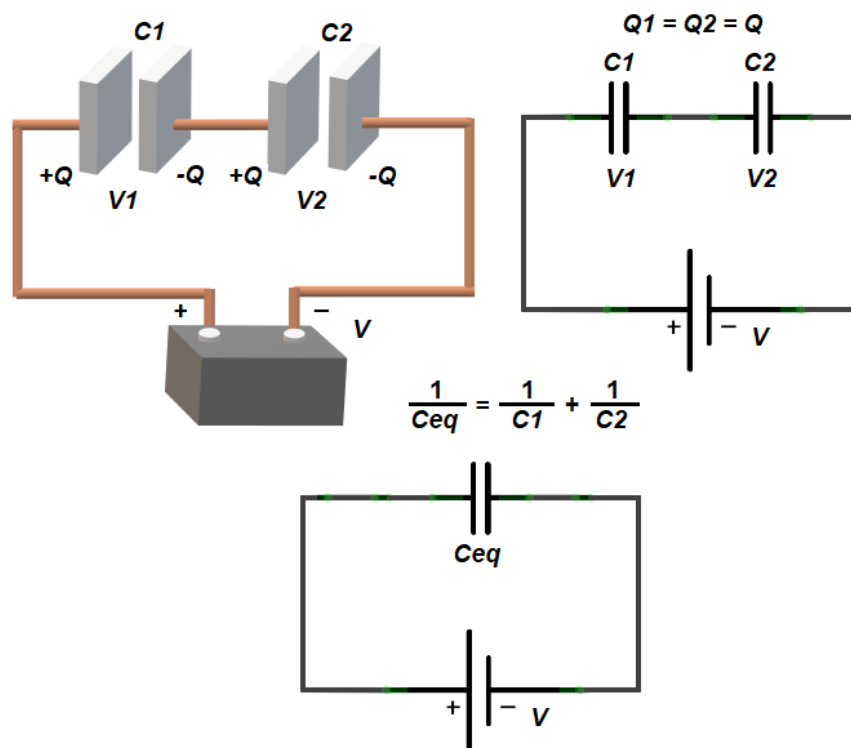 C1 C2
+Q -Q +Q -Q
V1 V2
+ − V
Q1 = Q2 = Q
C1 C2
V1 V2
+ − V
1/Ceq = 1/C1 + 1/C2
Ceq
+ − V